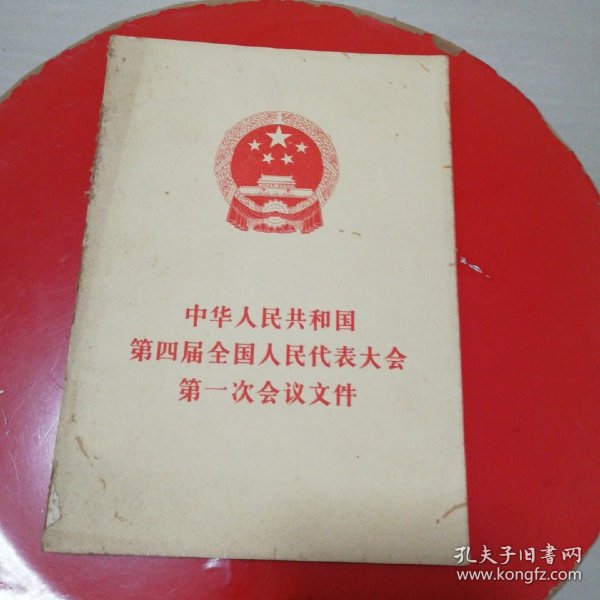 中华人民共和国
第四届全国人民代表大会
第一次会议文件
孔夫子旧書网
www.kongfz.com